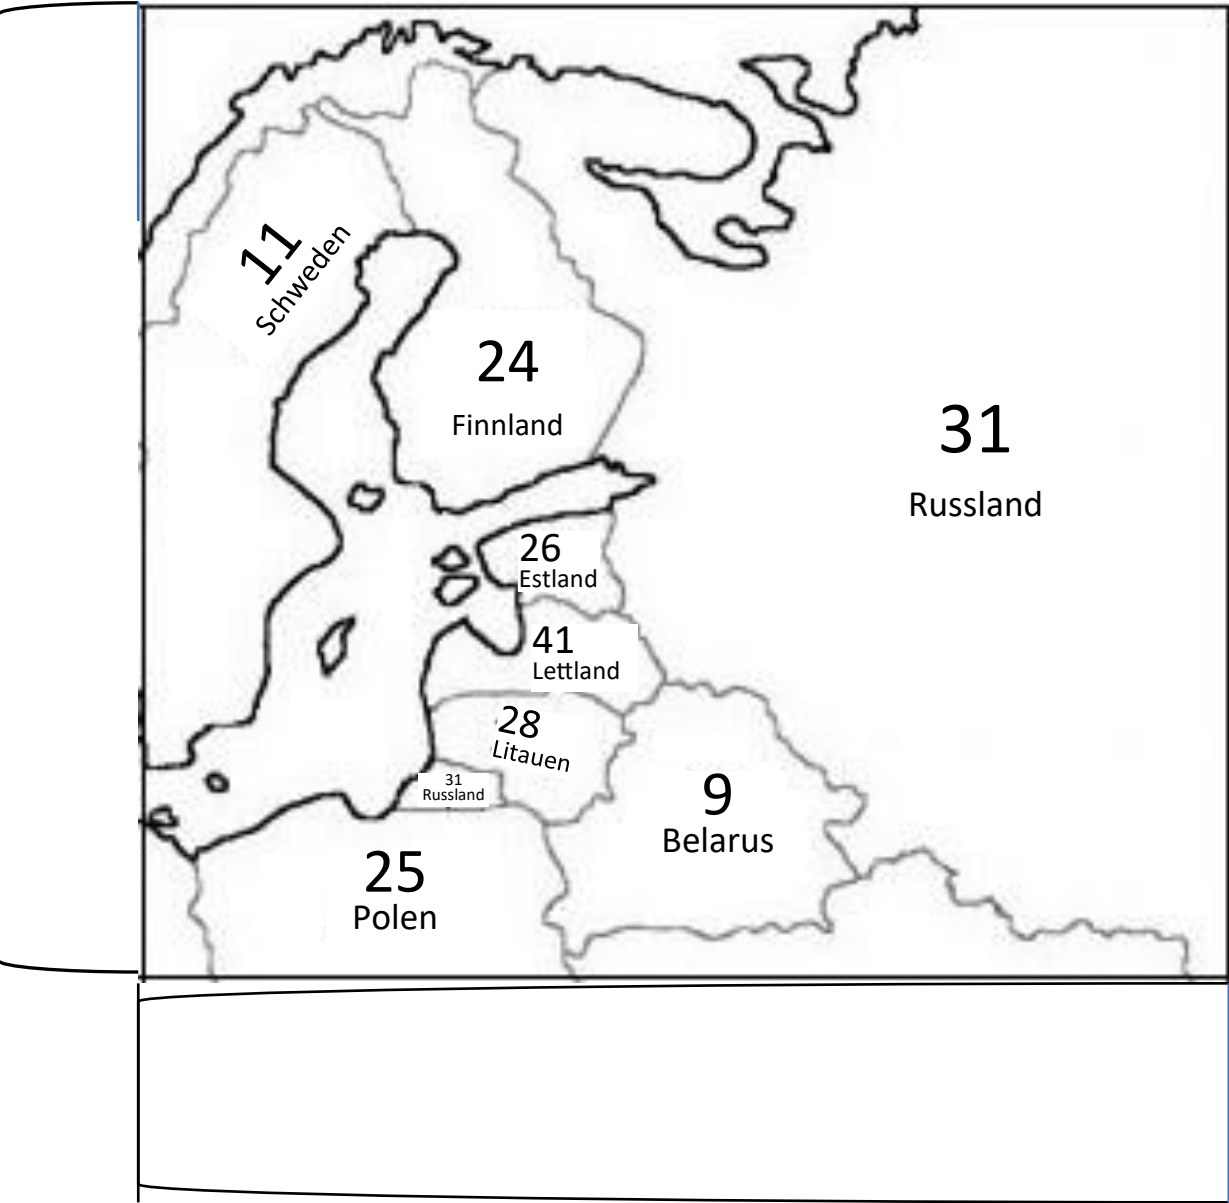 11
Schweden
24
Finnland
31
Russland
26
Estland
41
Lettland
28
Litauen
31
Russland
9
Belarus
25
Polen